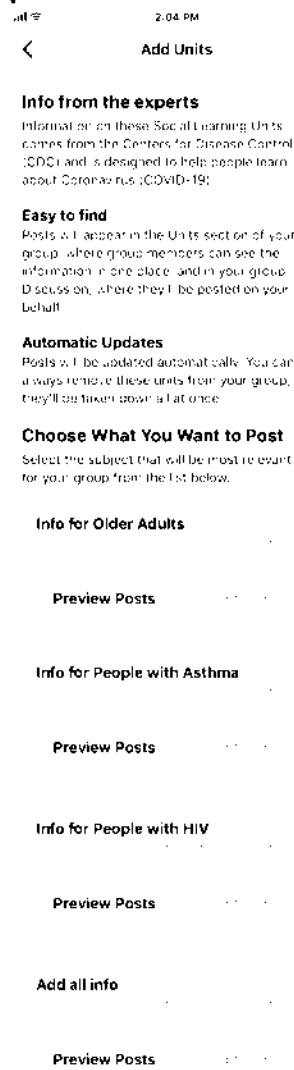 2:04 PM
Add Units
Info from the experts
Information on these Social Learning Units
comes from the Centers for Disease Control
(CDC) and is designed to help people learn
about Coronavirus (COVID-19)
Easy to find
Posts will appear in the Units section of your
group, where group members can see the
information in one place, and in your group
Discussion, where they'll be posted on your
behalf
Automatic Updates
Posts will be updated automatically. You can
always remove these units from your group,
they'll be taken down all at once
Choose What You Want to Post
Select the subject that will be most relevant
for your group from the list below.
Info for Older Adults
Preview Posts
Info for People with Asthma
Preview Posts
Info for People with HIV
Preview Posts
Add all info
Preview Posts